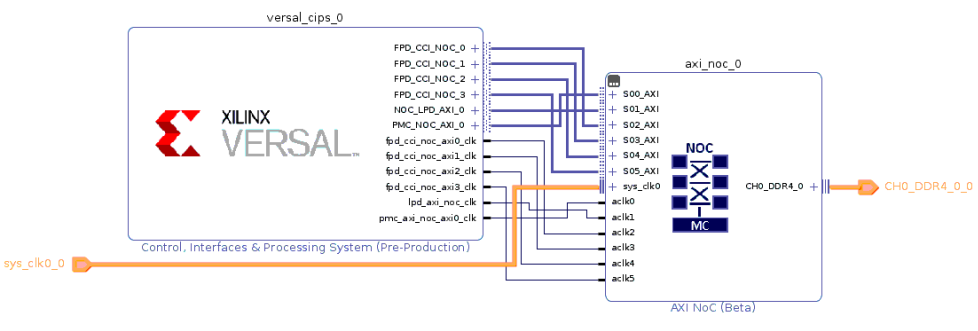 versal_cips_0
FPD_CCI_NOC_0
FPD_CCI_NOC_1
FPD_CCI_NOC_2
FPD_CCI_NOC_3
NOC_LPD_AXI_0
PMC_NOC_AXI_0
fpd_cci_noc_axi0_clk
fpd_cci_noc_axi1_clk
fpd_cci_noc_axi2_clk
fpd_cci_noc_axi3_clk
lpd_axi_noc_clk
pmc_axi_noc_axi0_clk
XILINX
VERSAL™
Control, Interfaces & Processing System (Pre-Production)
sys_clk0_0
axi_noc_0
S00_AXI
S01_AXI
S02_AXI
S03_AXI
S04_AXI
S05_AXI
sys_clk0
aclk0
aclk1
aclk2
aclk3
aclk4
aclk5
NOC
MC
CH0_DDR4_0
AXI NoC (Beta)
CH0_DDR4_0_0